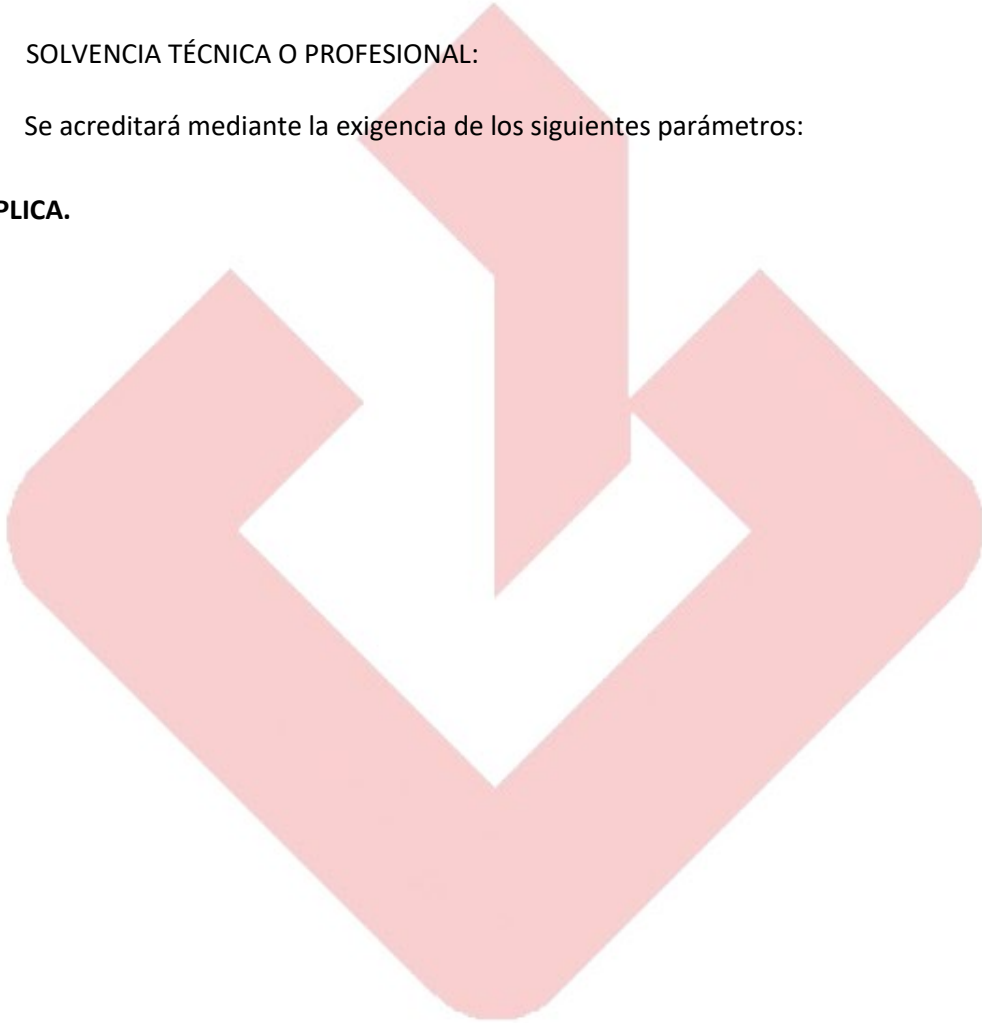 SOLVENCIA TÉCNICA O PROFESIONAL:
Se acreditará mediante la exigencia de los siguientes parámetros:
PLICA.